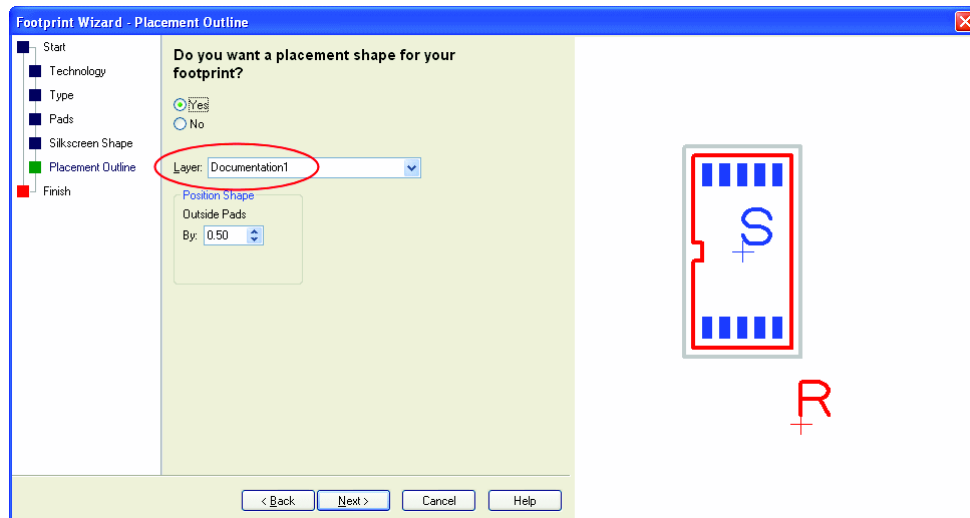 Footprint Wizard - Placement Outline
Start
Technology
Type
Pads
Silkscreen Shape
Placement Outline
Finish
Do you want a placement shape for your
footprint?
Yes
No
Layer: Documentation1
Position Shape
Outside Pads
By: 0.50
S
R
< Back
Next >
Cancel
Help